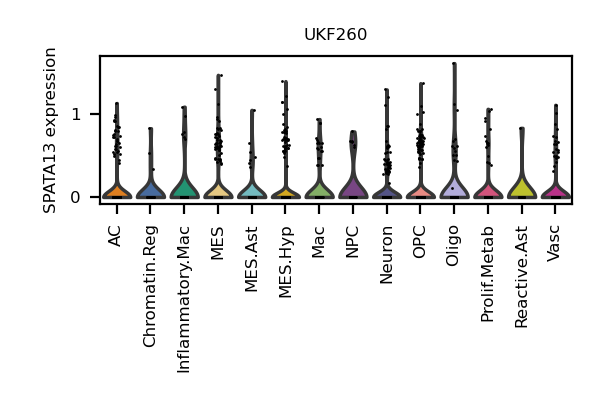 UKF260
SPATA13 expression
1
0
AC
Chromatin.Reg
Inflammatory.Mac
MES
MES.Ast
MES.Hyp
Mac
NPC
Neuron
OPC
Oligo
Prolif.Metab
Reactive.Ast
Vasc